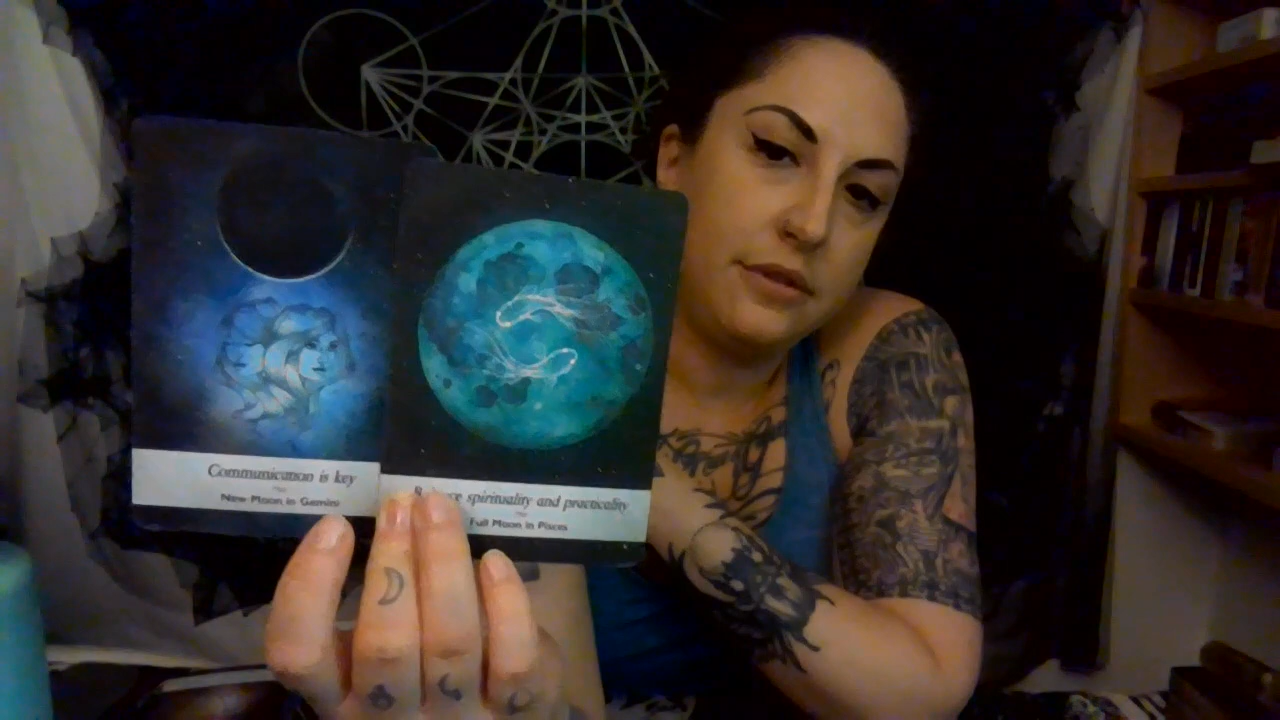 Communication is key
New Moon in Gemini
spirituality and practicality
Full Moon in Pisces